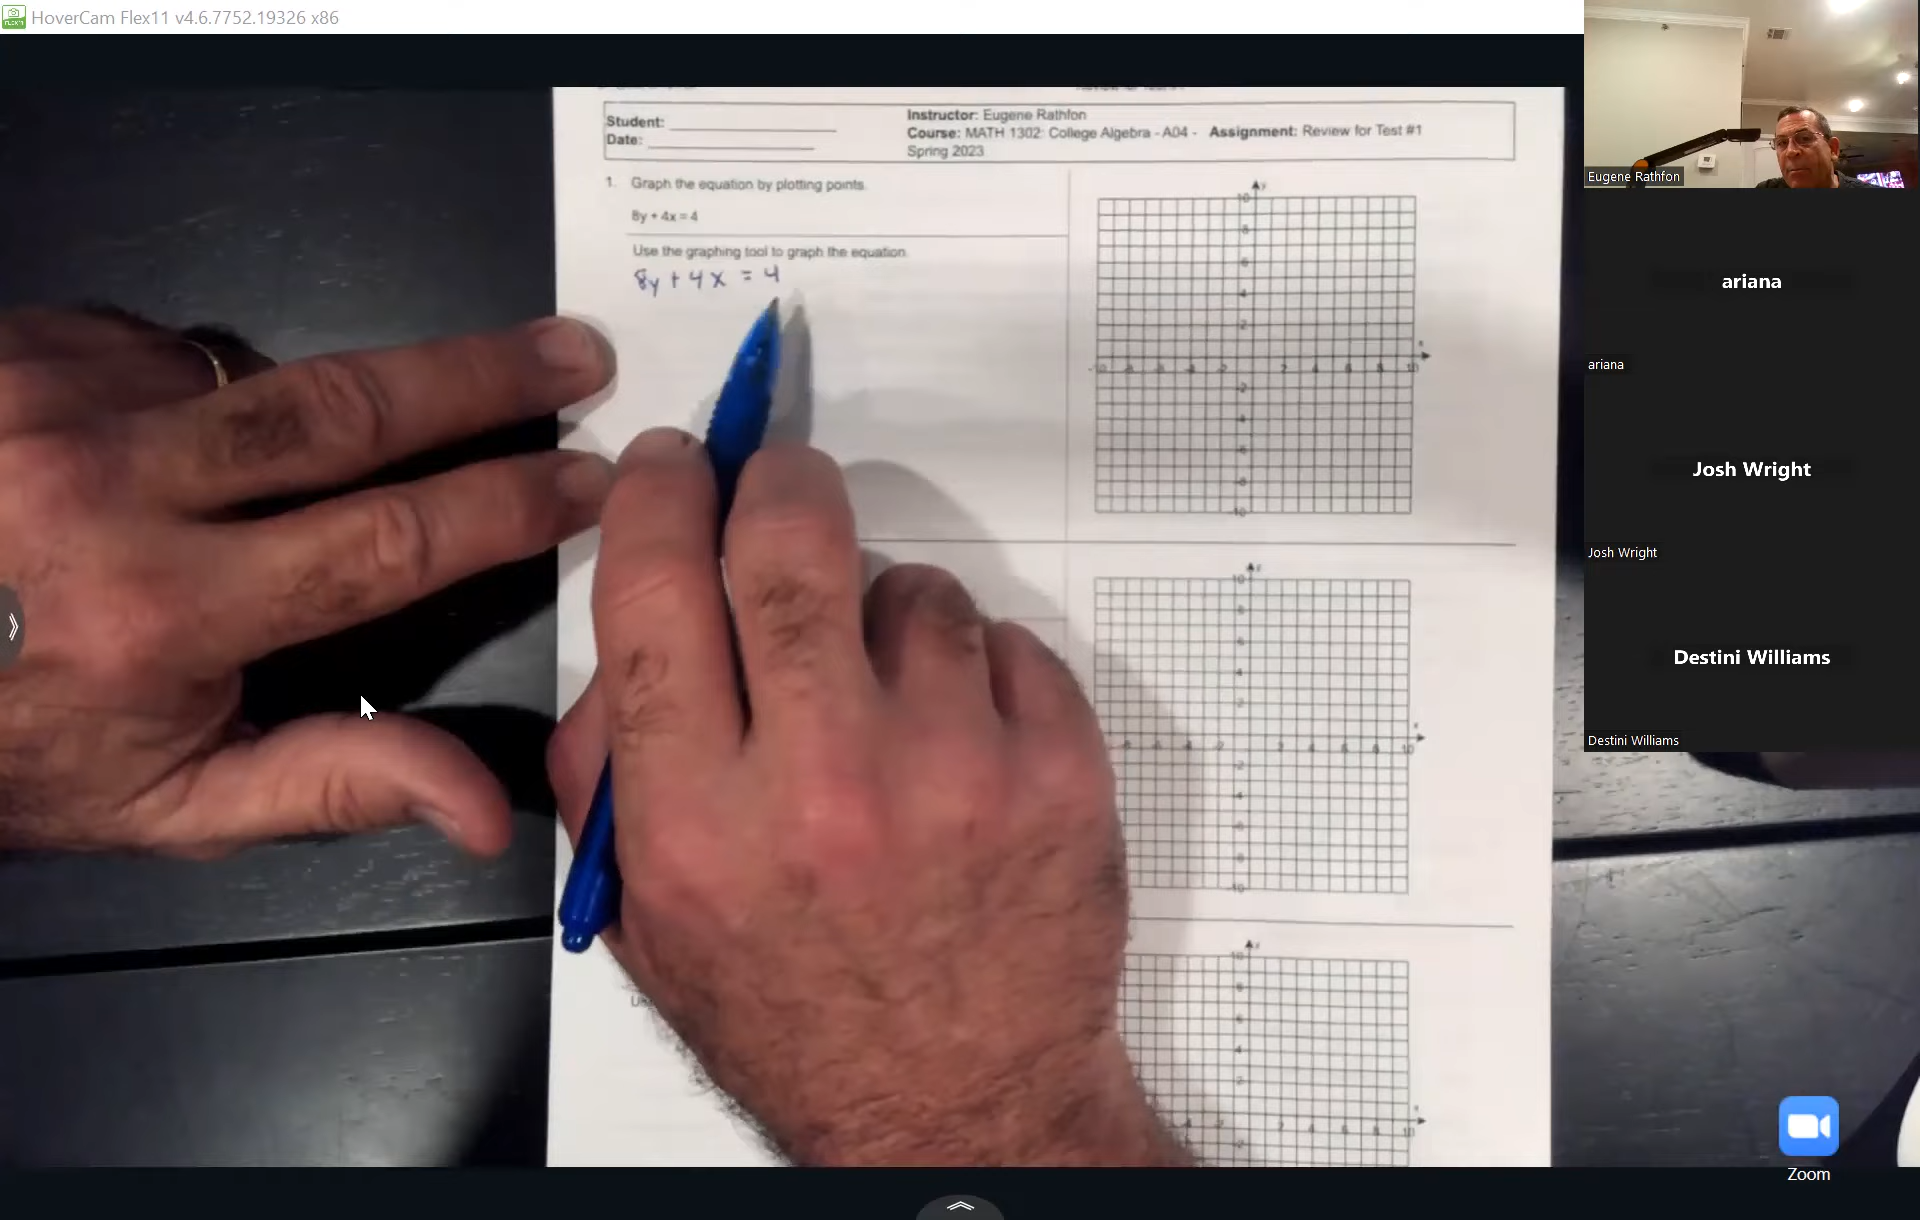 HoverCam Flex11 v4.6.7752.19326 x86
Student:
Date:
Instructor: Eugene Rathfon
Course: MATH 1302: College Algebra - A04 -
Spring 2023
Assignment: Review for Test #1
1. Graph the equation by plotting points.
8y + 4x = 4
Use the graphing tool to graph the equation.
8y + 4x = 4
Eugene Rathfon
ariana
ariana
Josh Wright
Josh Wright
Destini Williams
Destini Williams
Zoom